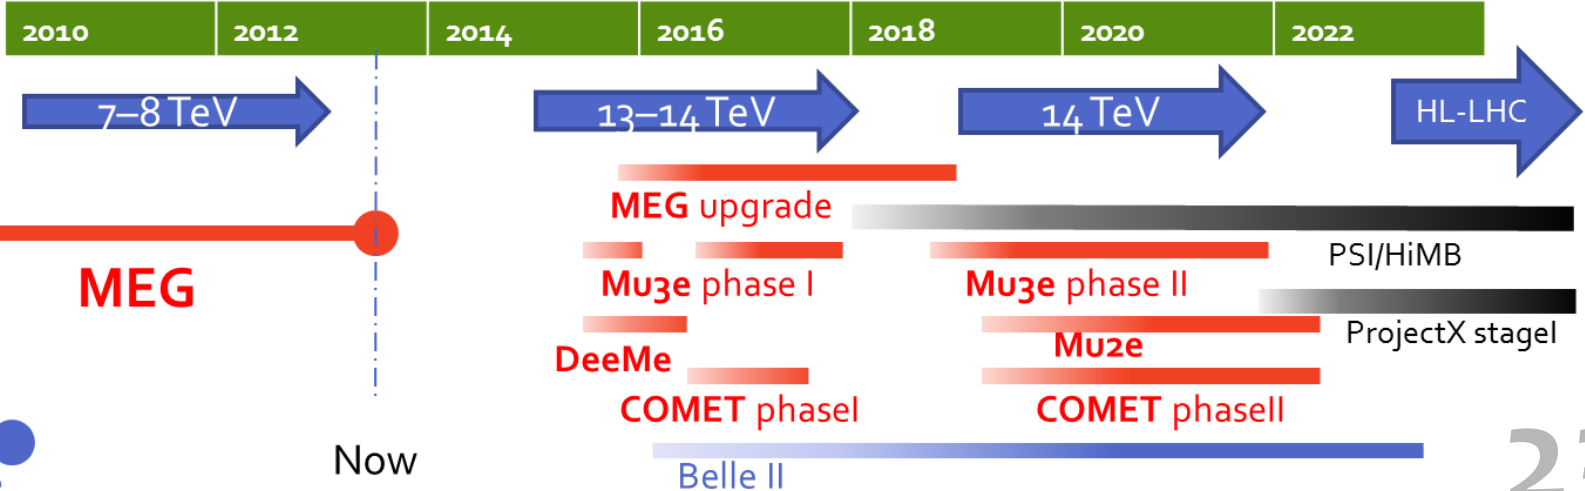 2010 2012 2014 2016 2018 2020 2022
7–8 TeV 13–14 TeV 14 TeV HL-LHC
MEG upgrade
PSI/HiMB
MEG Mu3e phase I Mu3e phase II
ProjectX stageI
DeeMe Mu2e
COMET phaseI COMET phaseII
Now
Belle II